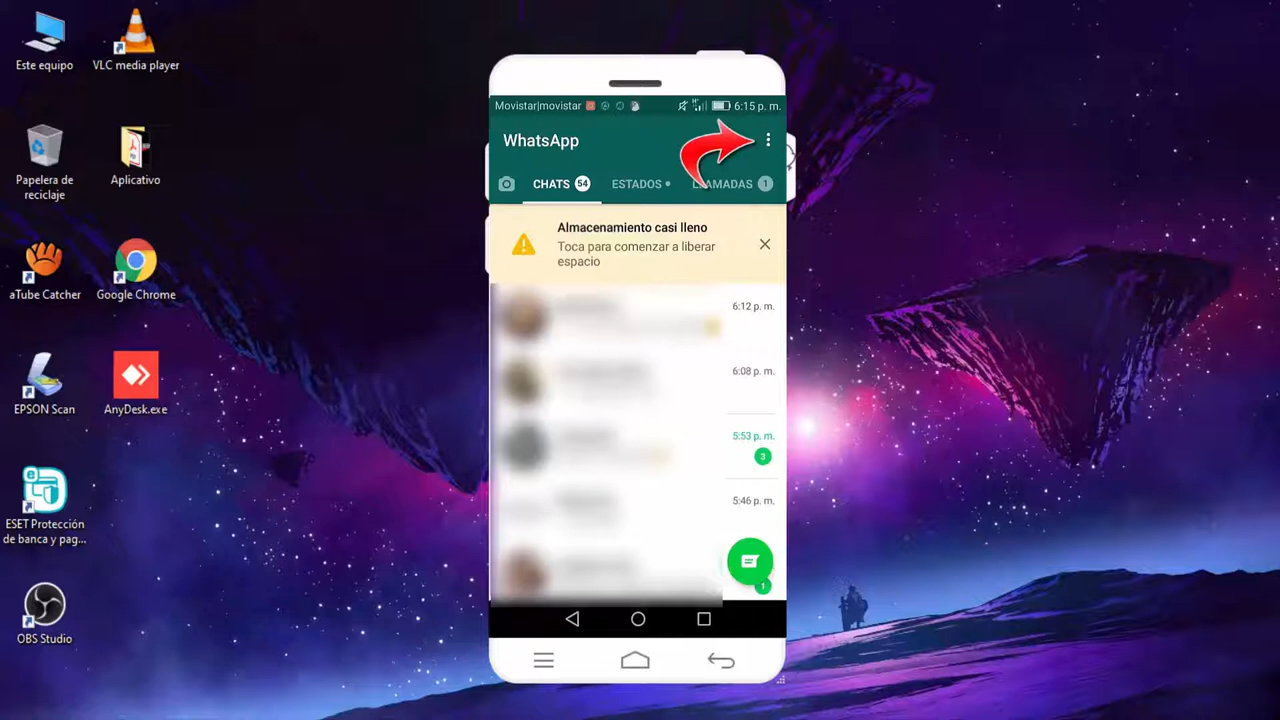 Este equipo
VLC media player
Papelera de
reciclaje
Aplicativo
aTube Catcher
Google Chrome
EPSON Scan
AnyDesk.exe
ESET Protección
de banca y pag...
OBS Studio
Movistar|movistar
6:15 p. m.
WhatsApp
CHATS 54
ESTADOS
LLAMADAS 1
Almacenamiento casi lleno
Toca para comenzar a liberar
espacio
6:12 p. m.
6:08 p. m.
5:53 p. m.
3
5:46 p. m.
1